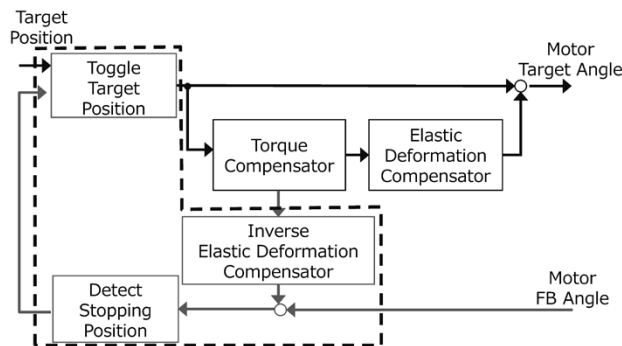 Target
Position
Toggle
Target
Position
Motor
Target Angle
Torque
Compensator
Elastic
Deformation
Compensator
Inverse
Elastic Deformation
Compensator
Detect
Stopping
Position
Motor
FB Angle